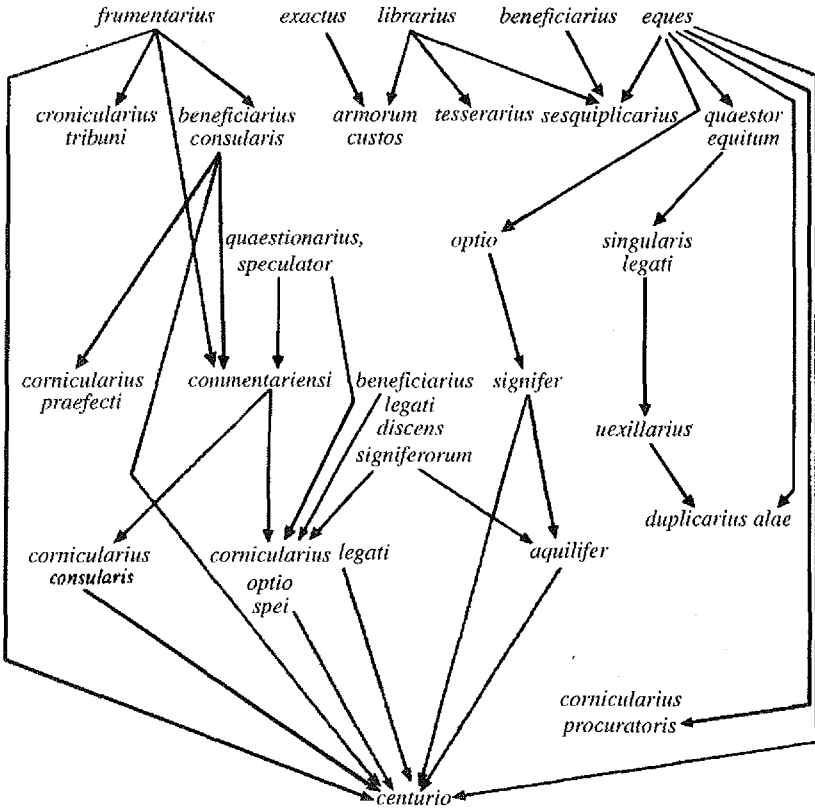 frumentarius exactus librarius beneficiarius eques
cronicularius beneficiarius armorum tesserarius sesquiplicarius quaestor
tribuni consularis custos equitum
quaestionarius, optio singularis
speculator legati
cornicularius commentariensi beneficiarius signifer
praefecti legati
discens uexillarius
signiferorum
duplicarius alae
cornicularius cornicularius legati aquilifer
consularis optio
spei
cornicularius
procuratoris
centurio